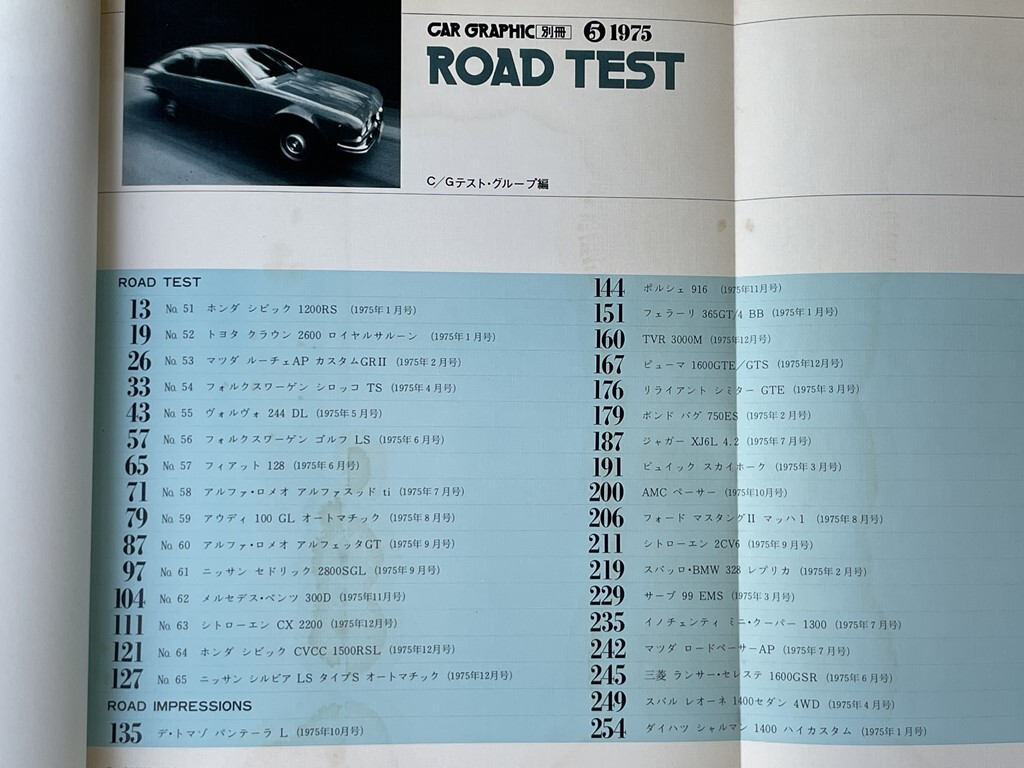 CAR GRAPHIC 別冊 5 1975
ROAD TEST
C/Gテスト・グループ編
ROAD TEST
13 No. 51 ホンダ シビック 1200RS (1975年1月号)
19 No. 52 トヨタ クラウン 2600 ロイヤルサルーン (1975年1月号)
26 No. 53 マツダ ルーチェAP カスタムGRII (1975年2月号)
33 No. 54 フォルクスワーゲン シロッコ TS (1975年4月号)
43 No. 55 ヴォルヴォ 244 DL (1975年5月号)
57 No. 56 フォルクスワーゲン ゴルフ LS (1975年6月号)
65 No. 57 フィアット 128 (1975年6月号)
71 No. 58 アルファ・ロメオ アルファスッド ti (1975年7月号)
79 No. 59 アウディ 100 GL オートマチック (1975年8月号)
87 No. 60 アルファ・ロメオ アルフェッタGT (1975年9月号)
97 No. 61 ニッサン セドリック 2800SGL (1975年9月号)
104 No. 62 メルセデス・ベンツ 300D (1975年11月号)
111 No. 63 シトローエン CX 2200 (1975年12月号)
121 No. 64 ホンダ シビック CVCC 1500RSL (1975年12月号)
127 No. 65 ニッサン シルビア LS タイプS オートマチック (1975年12月号)
ROAD IMPRESSIONS
135 デ・トマゾ パンテーラ L (1975年10月号)
144 ポルシェ 916 (1975年11月号)
151 フェラーリ 365GT/4 BB (1975年1月号)
160 TVR 3000M (1975年12月号)
167 ピューマ 1600GTE/GTS (1975年12月号)
176 リライアント シミター GTE (1975年3月号)
179 ボンド バグ 750ES (1975年2月号)
187 ジャガー XJ6L 4.2 (1975年7月号)
191 ビュイック スカイホーク (1975年3月号)
200 AMC ペーサー (1975年10月号)
206 フォード マスタングII マッハ1 (1975年8月号)
211 シトローエン 2CV6 (1975年9月号)
219 スバッロ・BMW 328 レプリカ (1975年2月号)
229 サーブ 99 EMS (1975年3月号)
235 イノチェンティ ミニ・クーパー 1300 (1975年7月号)
242 マツダ ロードペーサーAP (1975年7月号)
245 三菱 ランサー・セレステ 1600GSR (1975年6月号)
249 スバル レオーネ 1400セダン 4WD (1975年4月号)
254 ダイハツ シャルマン 1400 ハイカスタム (1975年1月号)